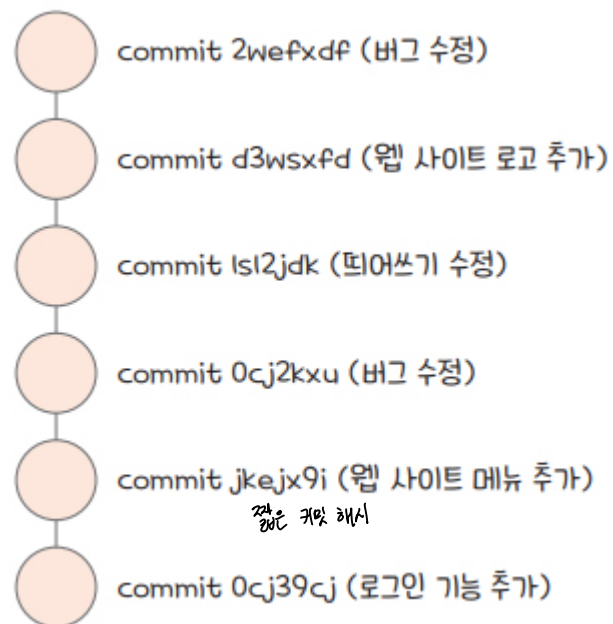 commit 2wefxdf (버그 수정)
commit d3wsxfd (웹 사이트 로고 추가)
commit lsl2jdk (띄어쓰기 수정)
commit 0cj2kxu (버그 수정)
commit jkejx9i (웹 사이트 메뉴 추가)
짧은 커밋 해시
commit 0cj39cj (로그인 기능 추가)